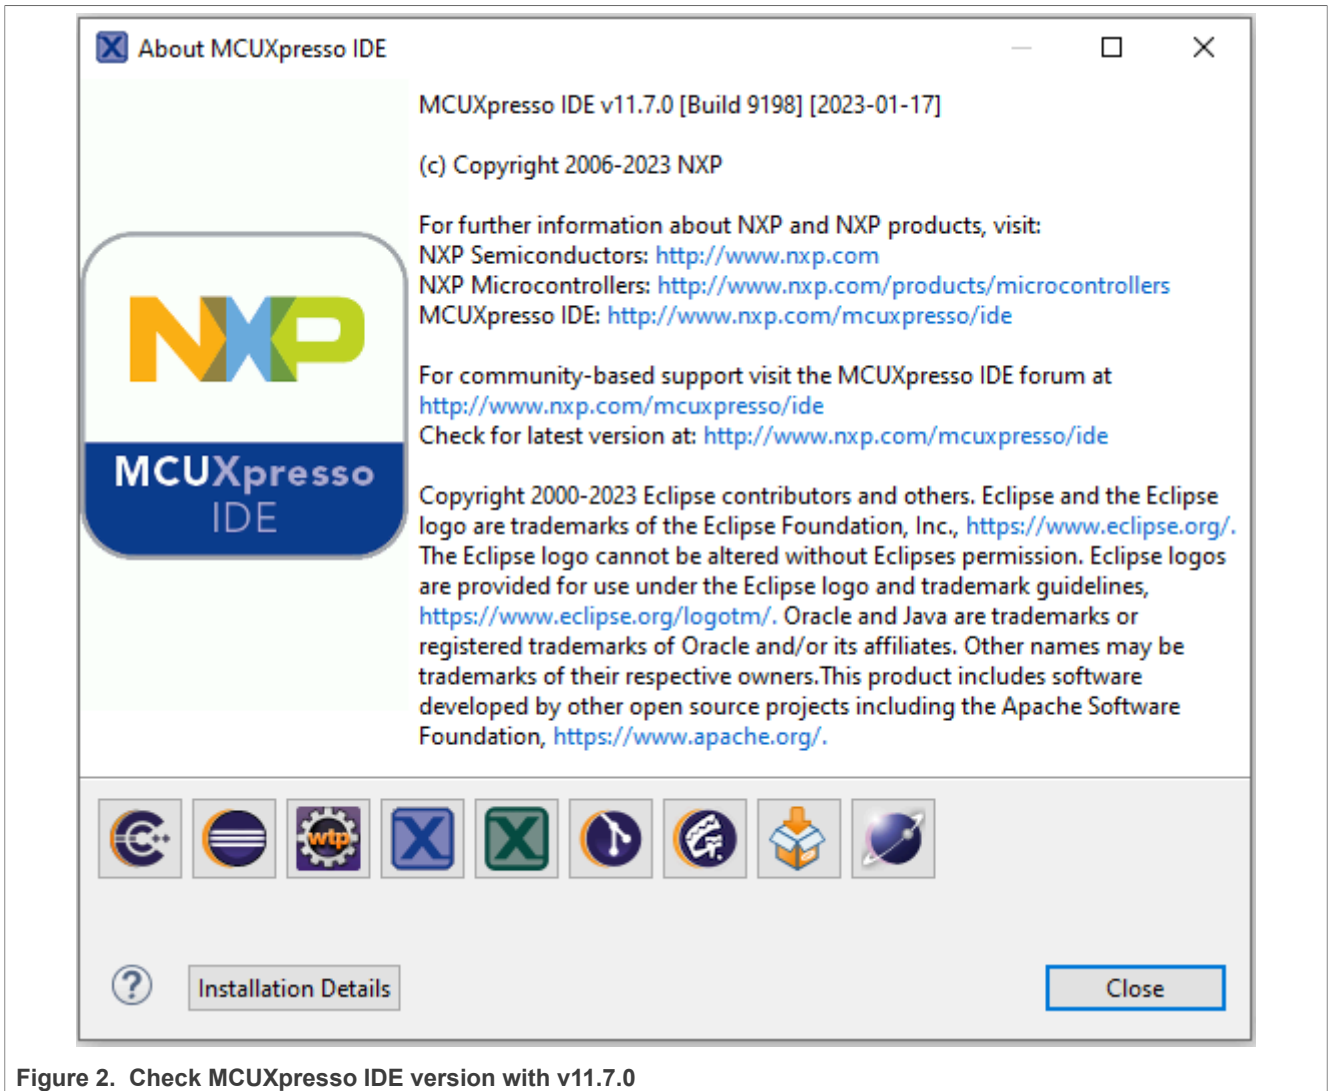 About MCUXpresso IDE
MCUXpresso IDE v11.7.0 [Build 9198] [2023-01-17]
(c) Copyright 2006-2023 NXP
For further information about NXP and NXP products, visit:
NXP Semiconductors: http://www.nxp.com
NXP Microcontrollers: http://www.nxp.com/products/microcontrollers
MCUXpresso IDE: http://www.nxp.com/mcuxpresso/ide
For community-based support visit the MCUXpresso IDE forum at
http://www.nxp.com/mcuxpresso/ide
Check for latest version at: http://www.nxp.com/mcuxpresso/ide
Copyright 2000-2023 Eclipse contributors and others. Eclipse and the Eclipse
logo are trademarks of the Eclipse Foundation, Inc., https://www.eclipse.org/.
The Eclipse logo cannot be altered without Eclipses permission. Eclipse logos
are provided for use under the Eclipse logo and trademark guidelines,
https://www.eclipse.org/logotm/. Oracle and Java are trademarks or
registered trademarks of Oracle and/or its affiliates. Other names may be
trademarks of their respective owners.This product includes software
developed by other open source projects including the Apache Software
Foundation, https://www.apache.org/.
NXP
MCUXpresso
IDE
wtp
Installation Details
Close
Figure 2. Check MCUXpresso IDE version with v11.7.0